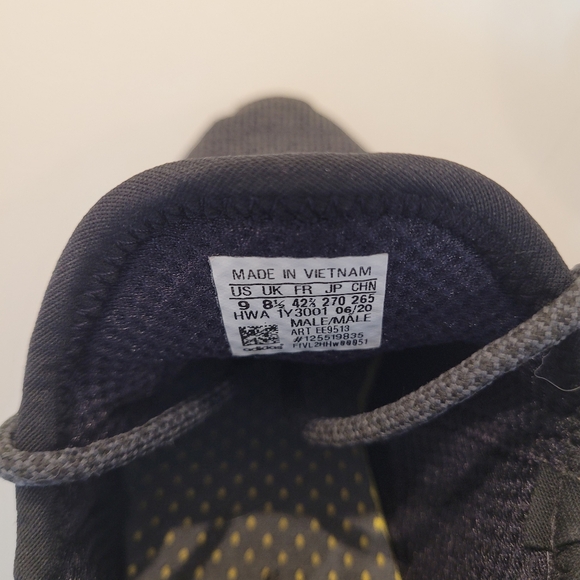 MADE IN VIETNAM
US UK FR JP CHN
9 8½ 42⅔ 270 265
HWA 1Y3001 06/20
MALE/MALE
ART EE9513
#125519835
adidas